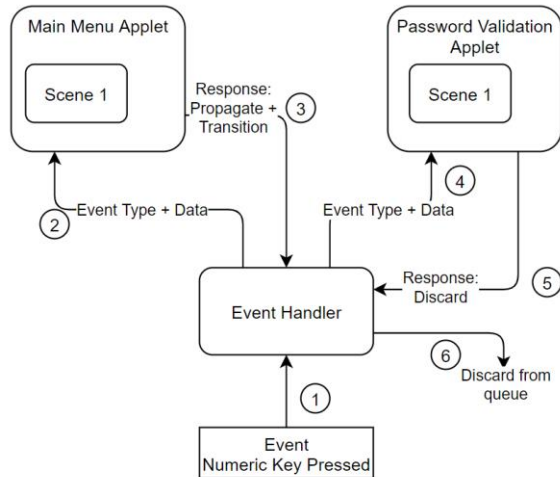 Main Menu Applet
Scene 1
Response:
Propagate +
Transition
3
Password Validation
Applet
Scene 1
2
Event Type + Data
Event Type + Data
4
Event Handler
Response:
Discard
5
6
Discard from
queue
1
Event
Numeric Key Pressed